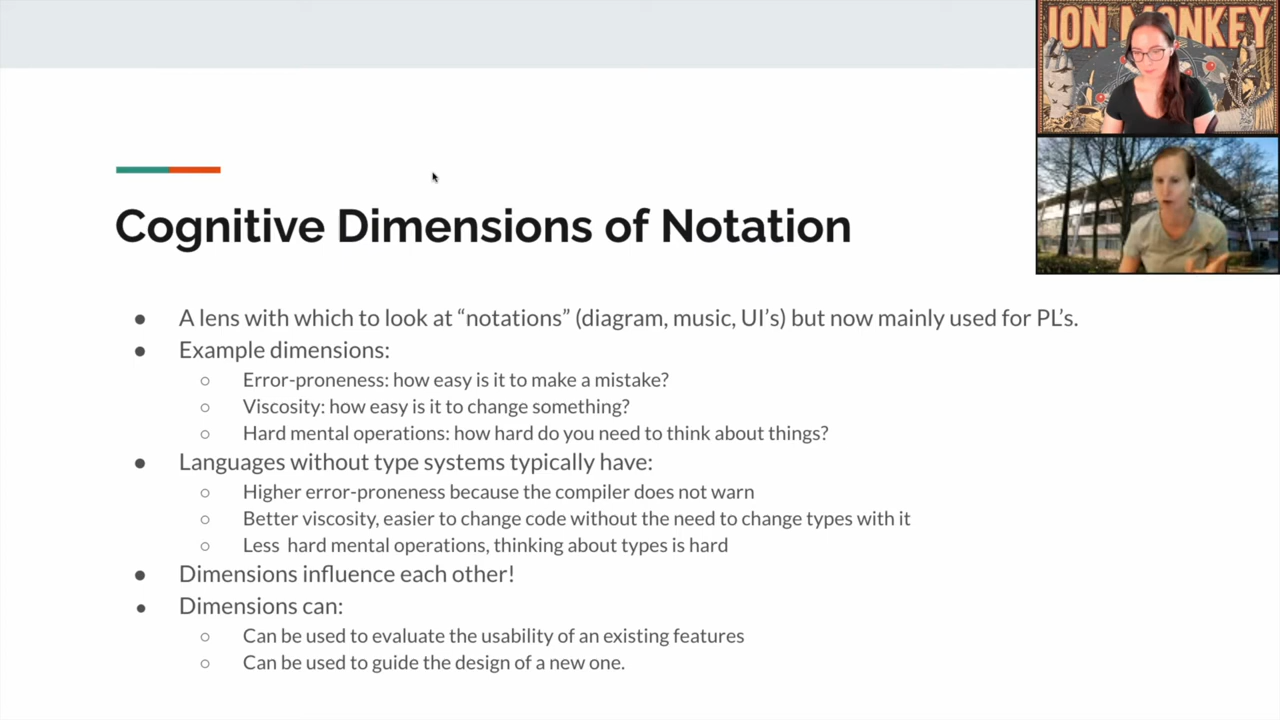 ION MONKEY
Cognitive Dimensions of Notation
● A lens with which to look at “notations” (diagram, music, UI’s) but now mainly used for PL’s.
● Example dimensions:
○ Error-proneness: how easy is it to make a mistake?
○ Viscosity: how easy is it to change something?
○ Hard mental operations: how hard do you need to think about things?
● Languages without type systems typically have:
○ Higher error-proneness because the compiler does not warn
○ Better viscosity, easier to change code without the need to change types with it
○ Less hard mental operations, thinking about types is hard
● Dimensions influence each other!
● Dimensions can:
○ Can be used to evaluate the usability of an existing features
○ Can be used to guide the design of a new one.